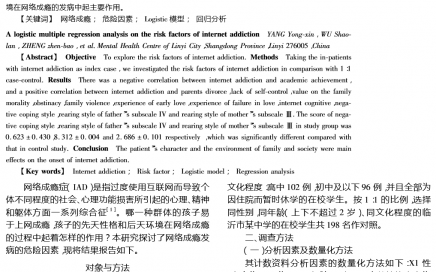 境在网络成瘾的发病中起主要作用。
【关键词】 网络成瘾; 危险因素; Logistic 模型; 回归分析
A logistic multiple regression analysis on the risk factors of internet addiction YANG Yong-xin, WU Shao-
lan, ZHENG zhen-bao, et al. Mental Health Centre of Linyi City, Shangdong Province, Linyi 276005, China
【Abstract】 Objective To explore the risk factors of internet addiction. Methods Taking the in-patients
with internet addiction as index case, we investigated the risk factors of internet addiction in comparison with 1∶1
case-control. Results There was a negative correlation between internet addiction and academic achievement,
and a positive correlation between internet addiction and parents divorce, lack of self-control, value on the family
morality, obstinacy, family violence, experience of early love, experience of failure in love, internet cognitive, nega-
tive coping style, rearing style of father"s subscale IV and rearing style of mother"s subscale Ⅲ. The score of nega-
tive coping style, rearing style of father"s subscale IV and rearing style of mother"s subscale Ⅲ in study group was
0.623 ± 0.430, 8.312 ± 0.004 and 2.686 ± 0.101 respectively, which was significantly different compared with
that in control study. Conclusion The patient"s character and the environment of family and society were main
effects on the onset of internet addiction.
【Key words】 Internet addiction; Risk factor; Logistic model; Regression analysis
网络成瘾症(IAD)是指过度使用互联网而导致个
体不同程度的社会、心理功能损害所引起的心理、精神
和躯体方面一系列综合征[1]。哪一种群体的孩子易
于上网成瘾,孩子的先天性格和后天环境在网络成瘾
的过程中起着怎样的作用?本研究探讨了网络成瘾发
病的危险因素,现将结果报告如下。
对象与方法
文化程度:高中 102 例,初中及以下 96 例,并且全部为
因住院而暂时休学的在校学生。按 1∶1 的比例,选择
同性别,同年龄(上下不超过 2 岁),同文化程度的临
沂市某中学的在校学生共 198 名作对照。
二、调查方法
(一)分析因素及数量化方法
其计数资料分析因素的数量化方法如下:X1 性